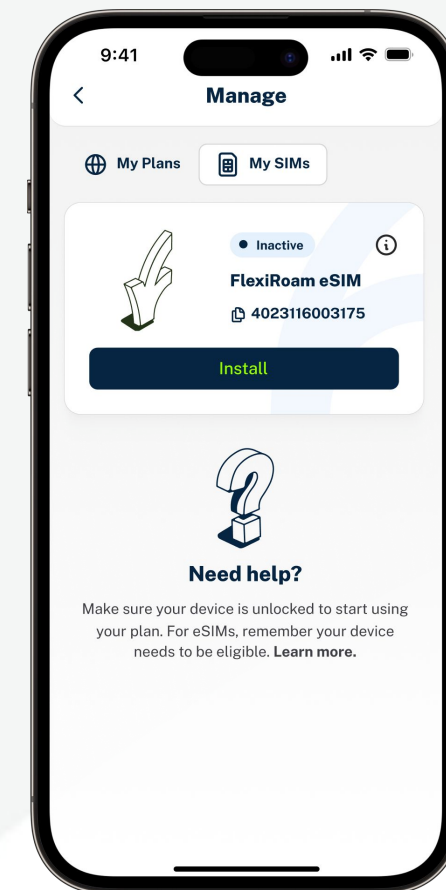 9:41
Manage
My Plans
My SIMs
Inactive
FlexiRoam eSIM
4023116003175
Install
Need help?
Make sure your device is unlocked to start using
your plan. For eSIMs, remember your device
needs to be eligible. Learn more.